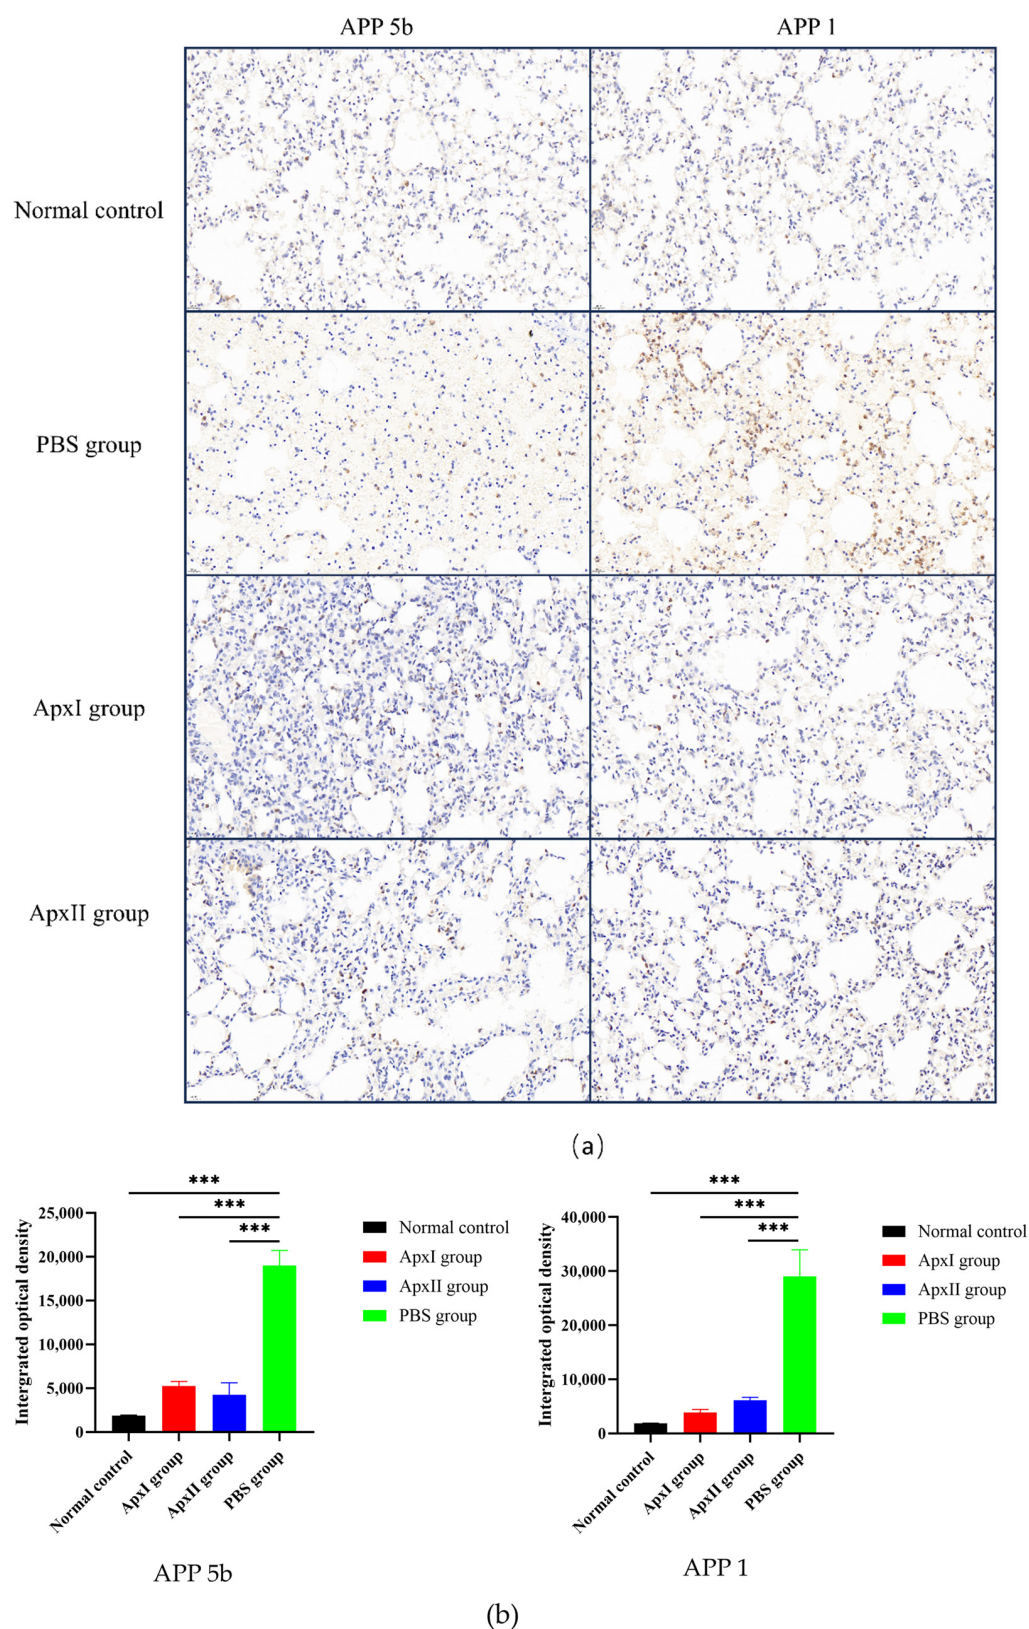 APP 5b
APP 1
Normal control
PBS group
ApxI group
ApxII group
(a)
***
***
***
25,000
20,000
15,000
10,000
5,000
0
Intergrated optical density
Normal control
ApxI group
ApxII group
PBS group
Normal control
ApxI group
ApxII group
PBS group
APP 5b
***
***
***
40,000
30,000
20,000
10,000
0
Intergrated optical density
Normal control
ApxI group
ApxII group
PBS group
Normal control
ApxI group
ApxII group
PBS group
APP 1
(b)